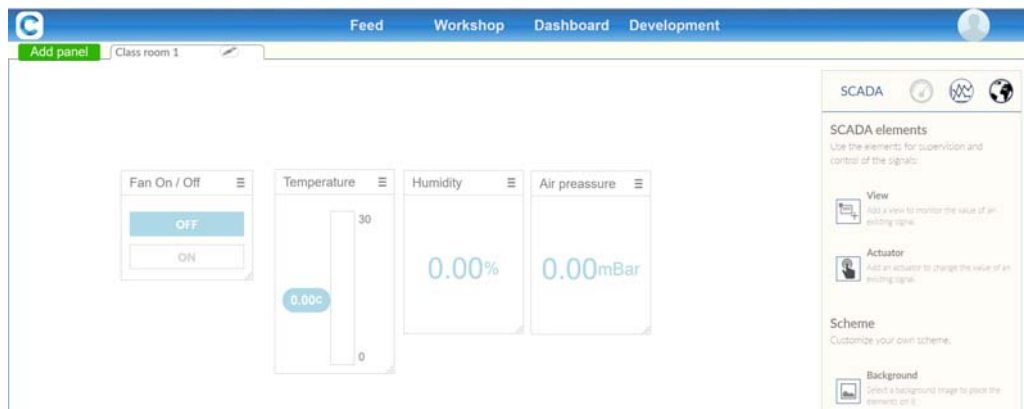 C
Feed Workshop Dashboard Development
Add panel
Class room 1
Fan On / Off
OFF
ON
Temperature
30
0.00c
0
Humidity
0.00%
Air preassure
0.00mBar
SCADA
SCADA elements
Use the elements for supervision and
control of the signals:
View
Add a view to monitor the value of an
existing signal.
Actuator
Add an actuator to change the value of an
existing signal.
Scheme
Customize your own scheme.
Background
Select a background image to place the
elements on it